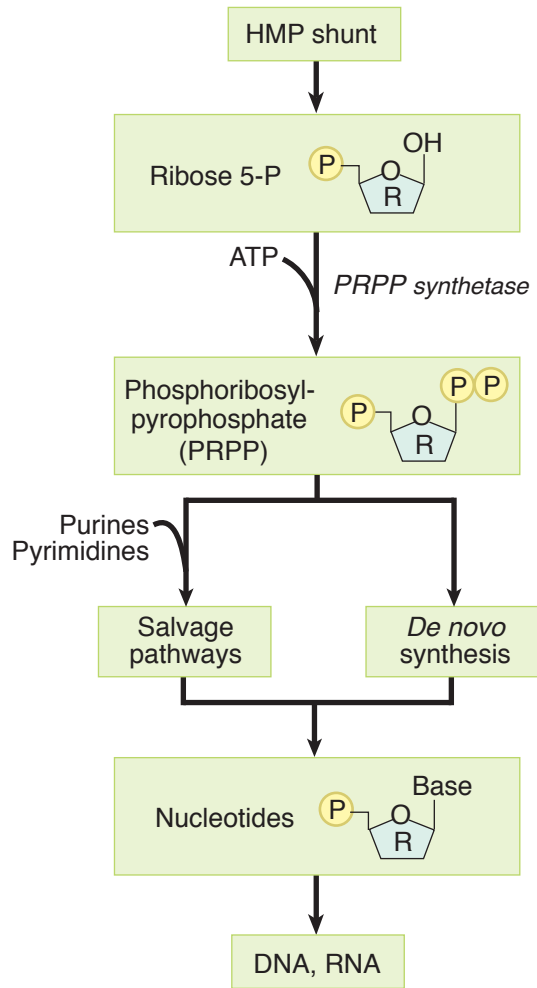 HMP shunt
OH
Ribose 5-P
P
O
R
ATP
PRPP synthetase
Phosphoribosyl-
pyrophosphate
(PRPP)
P
P P
O
R
Purines
Pyrimidines
Salvage
pathways
De novo
synthesis
Nucleotides
P
Base
O
R
DNA, RNA